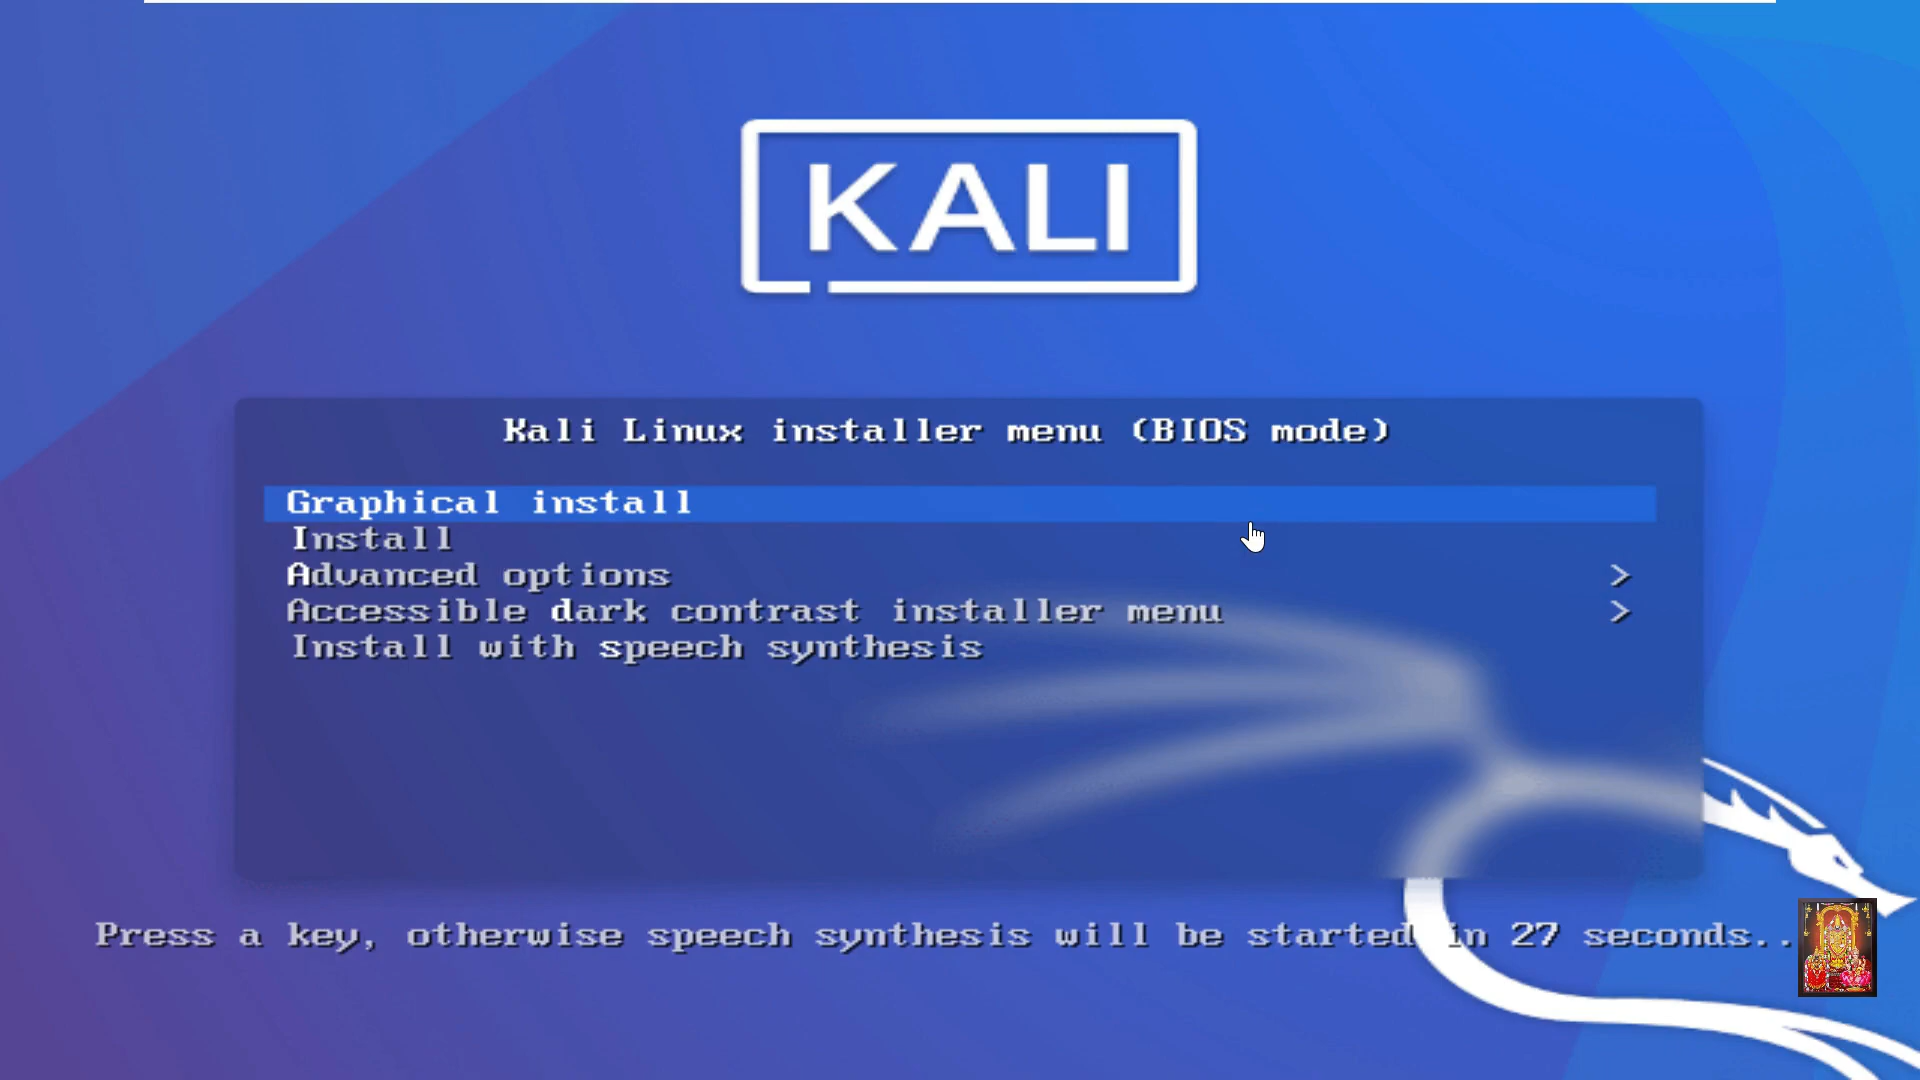 KALI
Kali Linux installer menu (BIOS mode)
Graphical install
Install
Advanced options >
Accessible dark contrast installer menu >
Install with speech synthesis
Press a key, otherwise speech synthesis will be started in 27 seconds..